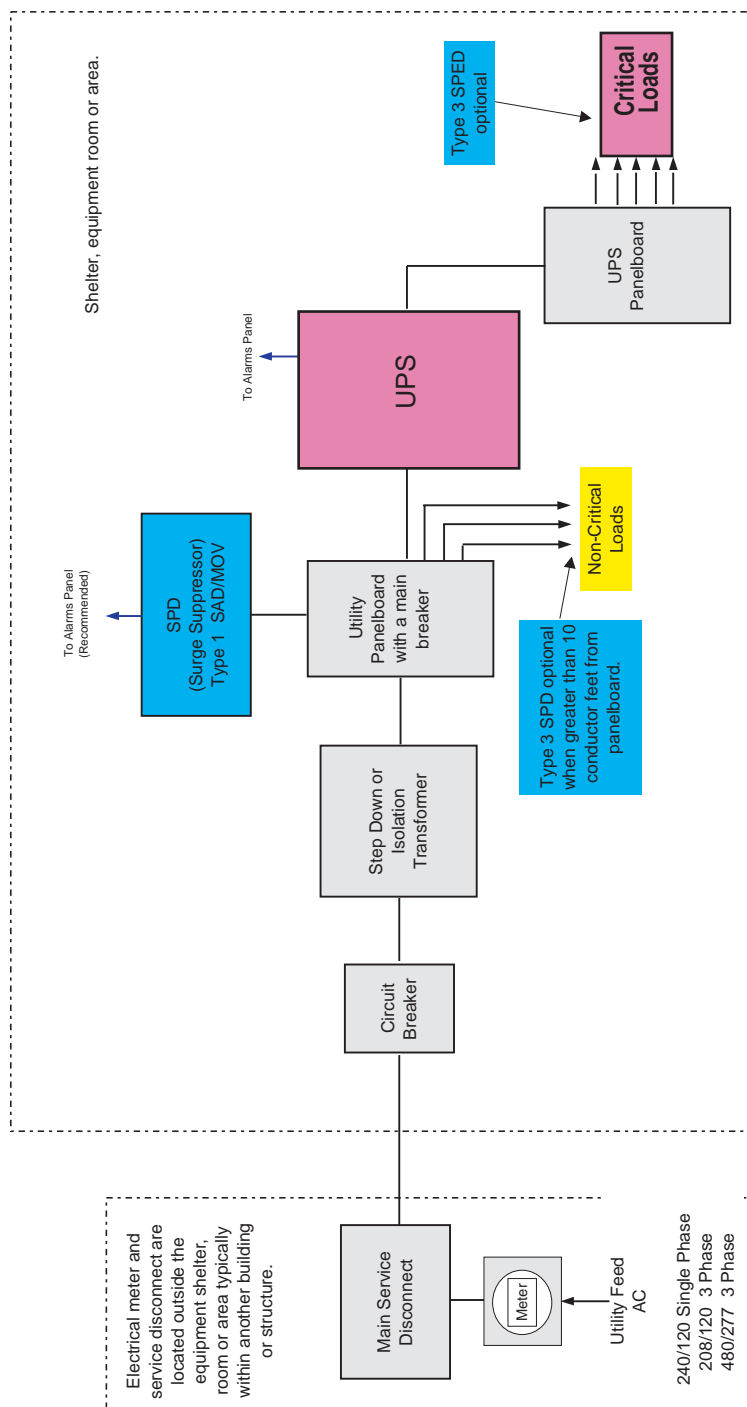 Electrical meter and
service disconnect are
located outside the
equipment shelter,
room or area typically
within another building
or structure.
Main Service
Disconnect
Meter
Utility Feed
AC
240/120 Single Phase
208/120 3 Phase
480/277 3 Phase
Shelter, equipment room or area.
Circuit
Breaker
Step Down or
Isolation
Transformer
To Alarms Panel
(Recommended)
SPD
(Surge Suppressor)
Type 1 SAD/MOV
Utility
Panelboard
with a main
breaker
Type 3 SPD optional
when greater than 10
conductor feet from
panelboard.
Non-Critical
Loads
To Alarms Panel
UPS
UPS
Panelboard
Type 3 SPED
optional
Critical
Loads